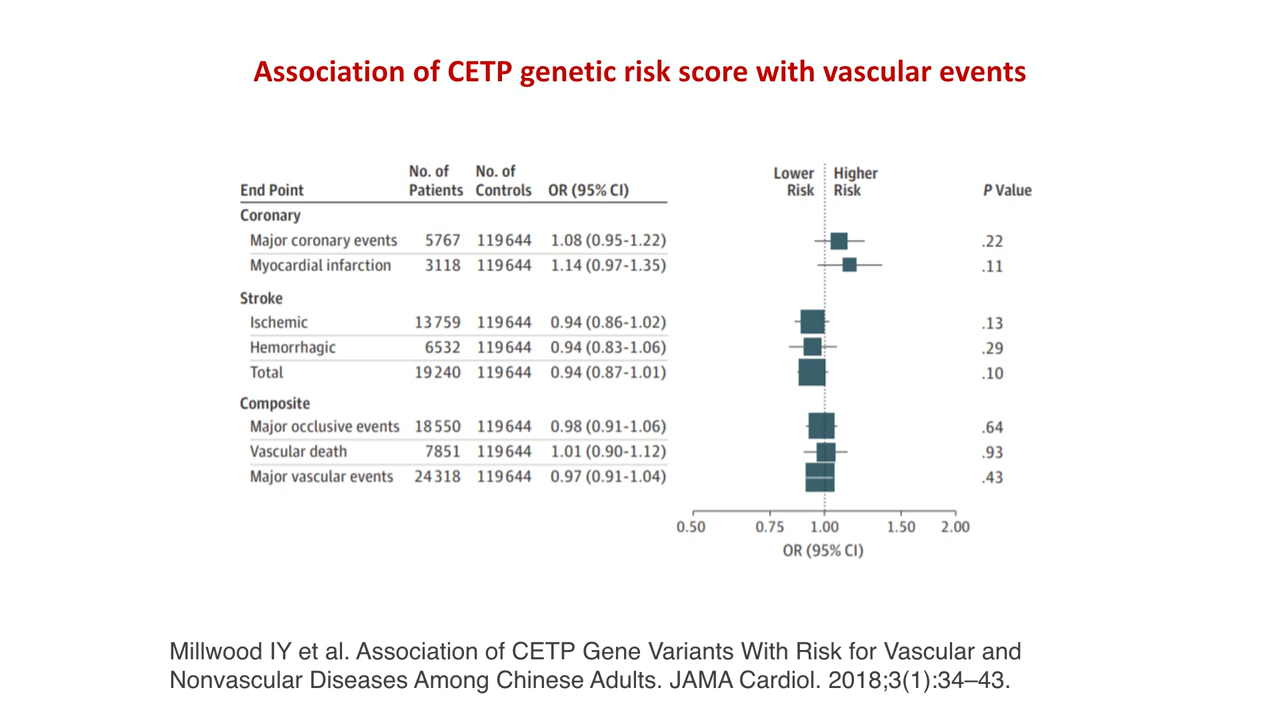 Association of CETP genetic risk score with vascular events
No. of No. of Lower Higher
End Point Patients Controls OR (95% CI) Risk Risk P Value
Coronary
Major coronary events 5767 119644 1.08 (0.95-1.22) .22
Myocardial infarction 3118 119644 1.14 (0.97-1.35) .11
Stroke
Ischemic 13759 119644 0.94 (0.86-1.02) .13
Hemorrhagic 6532 119644 0.94 (0.83-1.06) .29
Total 19240 119644 0.94 (0.87-1.01) .10
Composite
Major occlusive events 18550 119644 0.98 (0.91-1.06) .64
Vascular death 7851 119644 1.01 (0.90-1.12) .93
Major vascular events 24318 119644 0.97 (0.91-1.04) .43
0.50 0.75 1.00 1.50 2.00
OR (95% CI)
Millwood IY et al. Association of CETP Gene Variants With Risk for Vascular and
Nonvascular Diseases Among Chinese Adults. JAMA Cardiol. 2018;3(1):34–43.